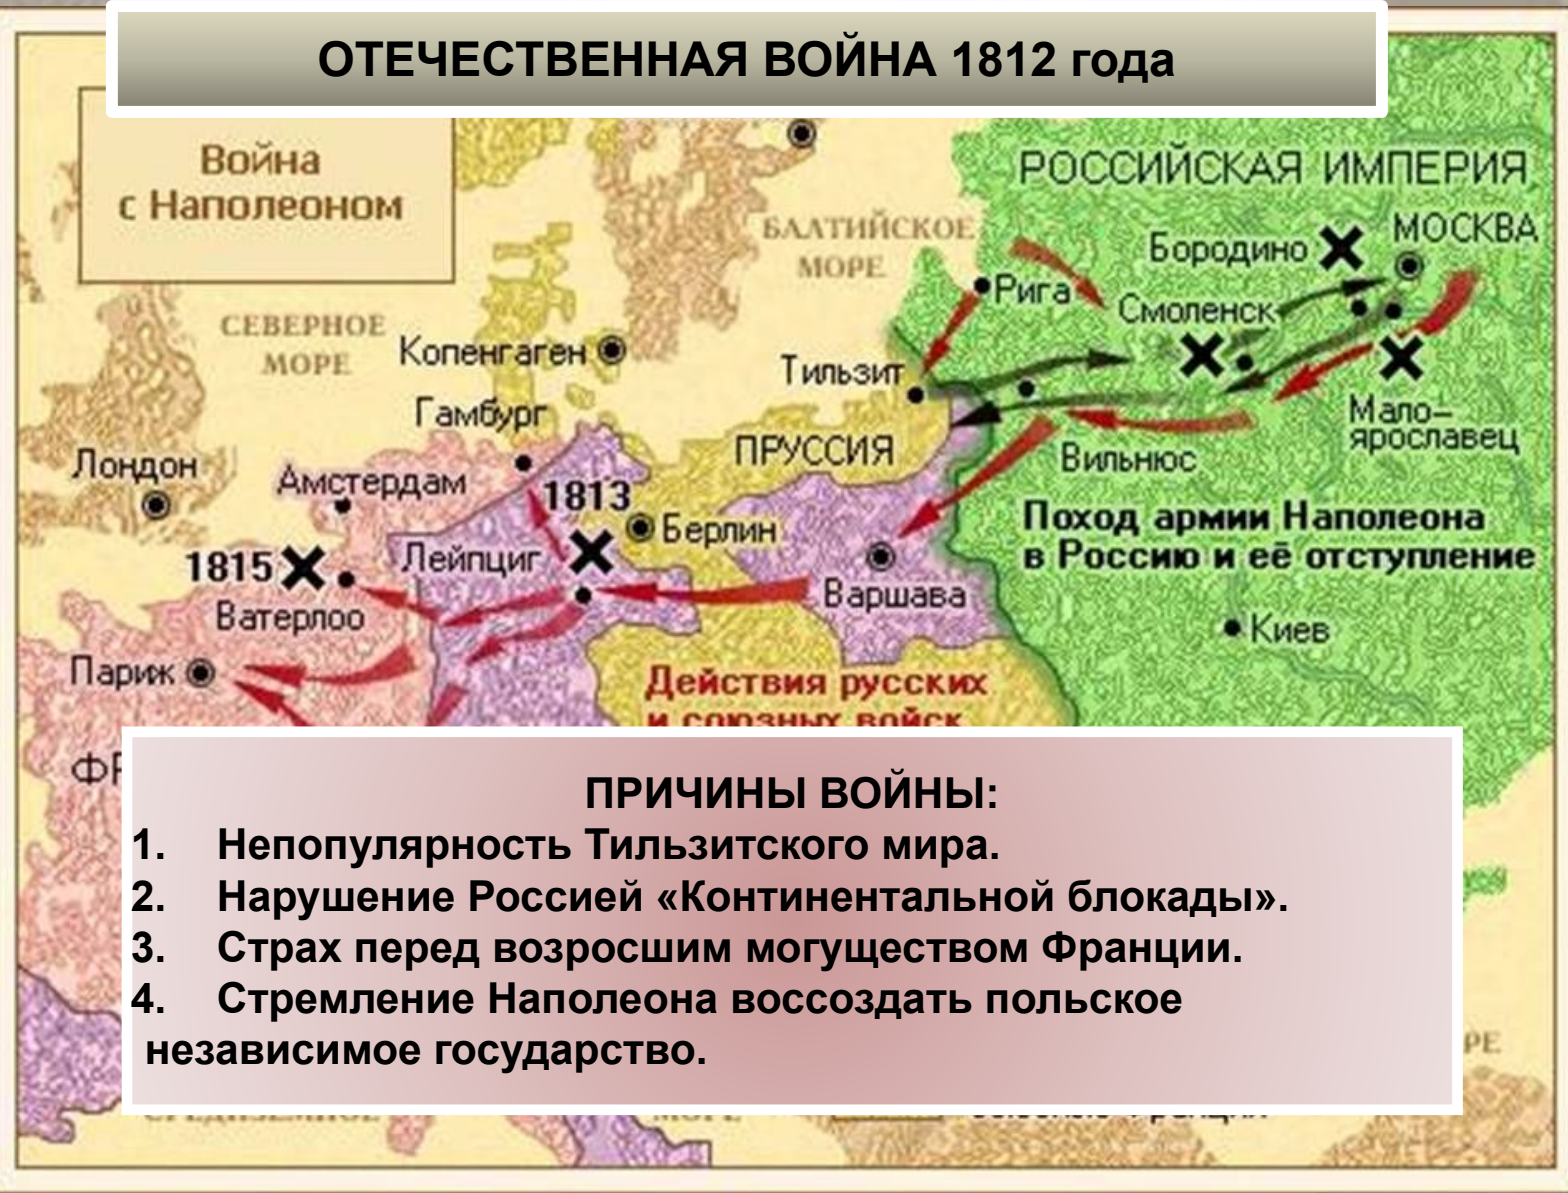 ОТЕЧЕСТВЕННАЯ ВОЙНА 1812 года
Война
с Наполеоном
РОССИЙСКАЯ ИМПЕРИЯ
БАЛТИЙСКОЕ
МОРЕ
Бородино
МОСКВА
Рига
Смоленск
СЕВЕРНОЕ
МОРЕ
Копенгаген
Тильзит
Гамбург
Мало-
ярославец
ПРУССИЯ
Вильнюс
Лондон
Амстердам
1813
Берлин
Поход армии Наполеона
в Россию и её отступление
1815
Лейпциг
Варшава
Ватерлоо
Киев
Париж
Действия русских
и союзных войск
ПРИЧИНЫ ВОЙНЫ:
1. Непопулярность Тильзитского мира.
2. Нарушение Россией «Континентальной блокады».
3. Страх перед возросшим могуществом Франции.
4. Стремление Наполеона воссоздать польское
независимое государство.